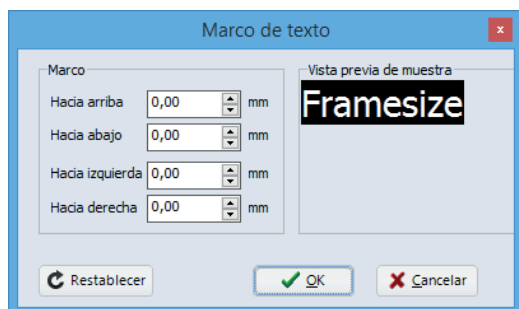 Marco de texto
x
Marco
Hacia arriba 0,00 mm
Hacia abajo 0,00 mm
Hacia izquierda 0,00 mm
Hacia derecha 0,00 mm
Vista previa de muestra
Framesize
Restablecer
OK
Cancelar